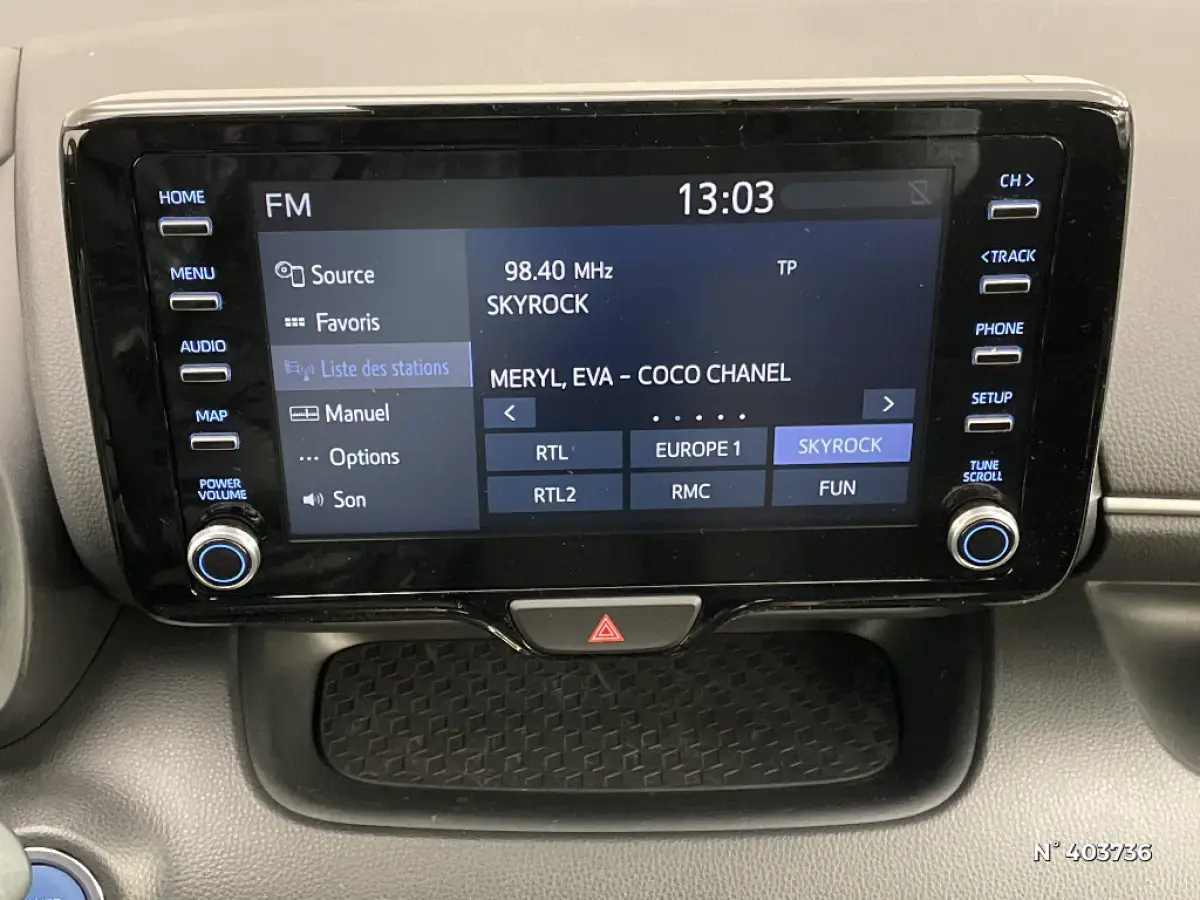 HOME
MENU
AUDIO
MAP
POWER
VOLUME
FM
13:03
Source
Favoris
Liste des stations
Manuel
Options
Son
98.40 MHz
TP
SKYROCK
MERYL, EVA - COCO CHANEL
<
>
RTL
EUROPE 1
SKYROCK
RTL2
RMC
FUN
CH >
<TRACK
PHONE
SETUP
TUNE
SCROLL
N° 403736